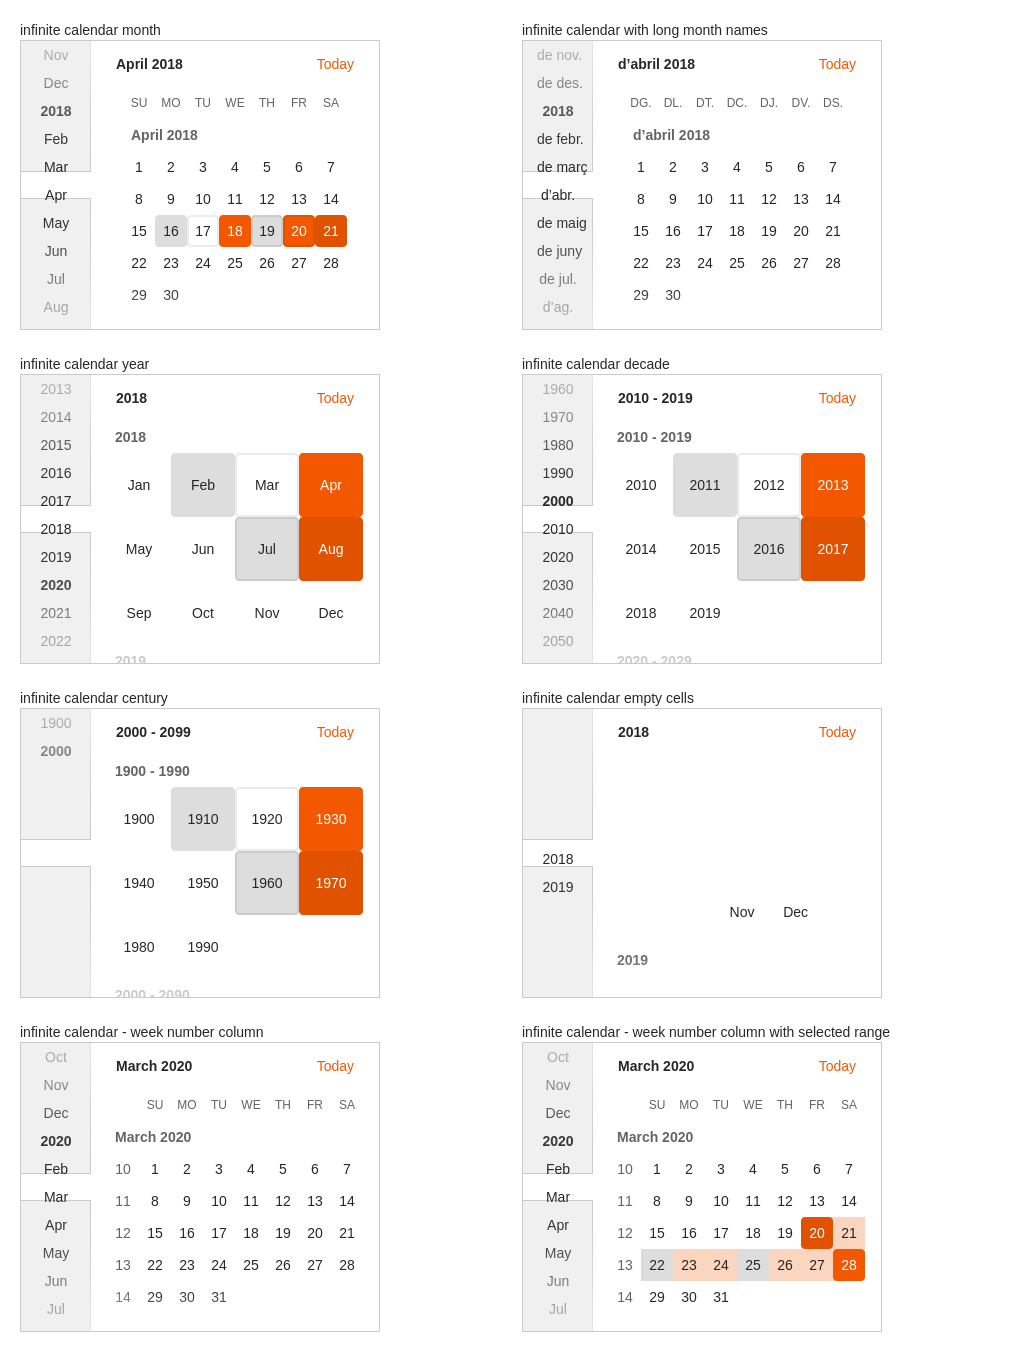 infinite calendar month
Nov
Dec
2018
Feb
Mar
Apr
May
Jun
Jul
Aug
April 2018 Today
SU MO TU WE TH FR SA
April 2018
1 2 3 4 5 6 7
8 9 10 11 12 13 14
15 16 17 18 19 20 21
22 23 24 25 26 27 28
29 30
infinite calendar with long month names
de nov.
de des.
2018
de febr.
de març
d’abr.
de maig
de juny
de jul.
d’ag.
d’abril 2018 Today
DG. DL. DT. DC. DJ. DV. DS.
d’abril 2018
1 2 3 4 5 6 7
8 9 10 11 12 13 14
15 16 17 18 19 20 21
22 23 24 25 26 27 28
29 30
infinite calendar year
2013
2014
2015
2016
2017
2018
2019
2020
2021
2022
2018 Today
2018
Jan Feb Mar Apr
May Jun Jul Aug
Sep Oct Nov Dec
2019
infinite calendar decade
1960
1970
1980
1990
2000
2010
2020
2030
2040
2050
2010 - 2019 Today
2010 - 2019
2010 2011 2012 2013
2014 2015 2016 2017
2018 2019
2020 - 2029
infinite calendar century
1900
2000
2000 - 2099 Today
1900 - 1990
1900 1910 1920 1930
1940 1950 1960 1970
1980 1990
2000 - 2090
infinite calendar empty cells
2018
2019
2018 Today
Nov Dec
2019
infinite calendar - week number column
Oct
Nov
Dec
2020
Feb
Mar
Apr
May
Jun
Jul
March 2020 Today
SU MO TU WE TH FR SA
March 2020
10 1 2 3 4 5 6 7
11 8 9 10 11 12 13 14
12 15 16 17 18 19 20 21
13 22 23 24 25 26 27 28
14 29 30 31
infinite calendar - week number column with selected range
Oct
Nov
Dec
2020
Feb
Mar
Apr
May
Jun
Jul
March 2020 Today
SU MO TU WE TH FR SA
March 2020
10 1 2 3 4 5 6 7
11 8 9 10 11 12 13 14
12 15 16 17 18 19 20 21
13 22 23 24 25 26 27 28
14 29 30 31